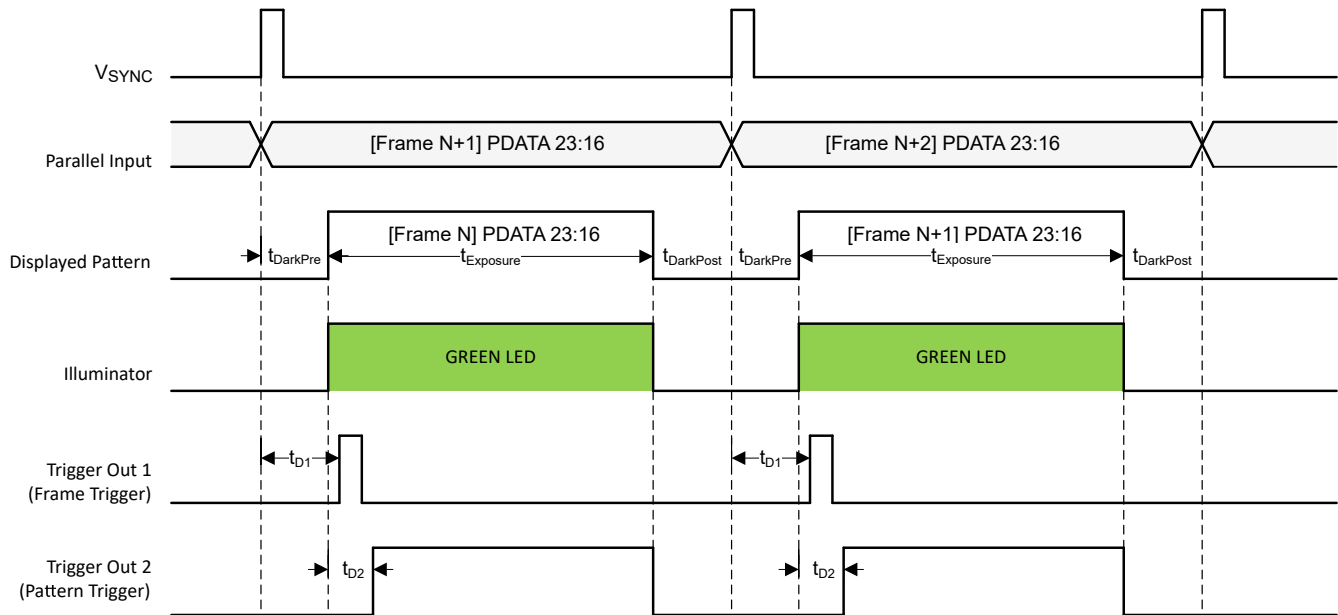 VSYNC
Parallel Input
[Frame N+1] PDATA 23:16
[Frame N+2] PDATA 23:16
Displayed Pattern
[Frame N] PDATA 23:16
[Frame N+1] PDATA 23:16
tDarkPre
tExposure
tDarkPost
tDarkPre
tExposure
tDarkPost
Illuminator
GREEN LED
GREEN LED
Trigger Out 1
(Frame Trigger)
tD1
tD1
Trigger Out 2
(Pattern Trigger)
tD2
tD2